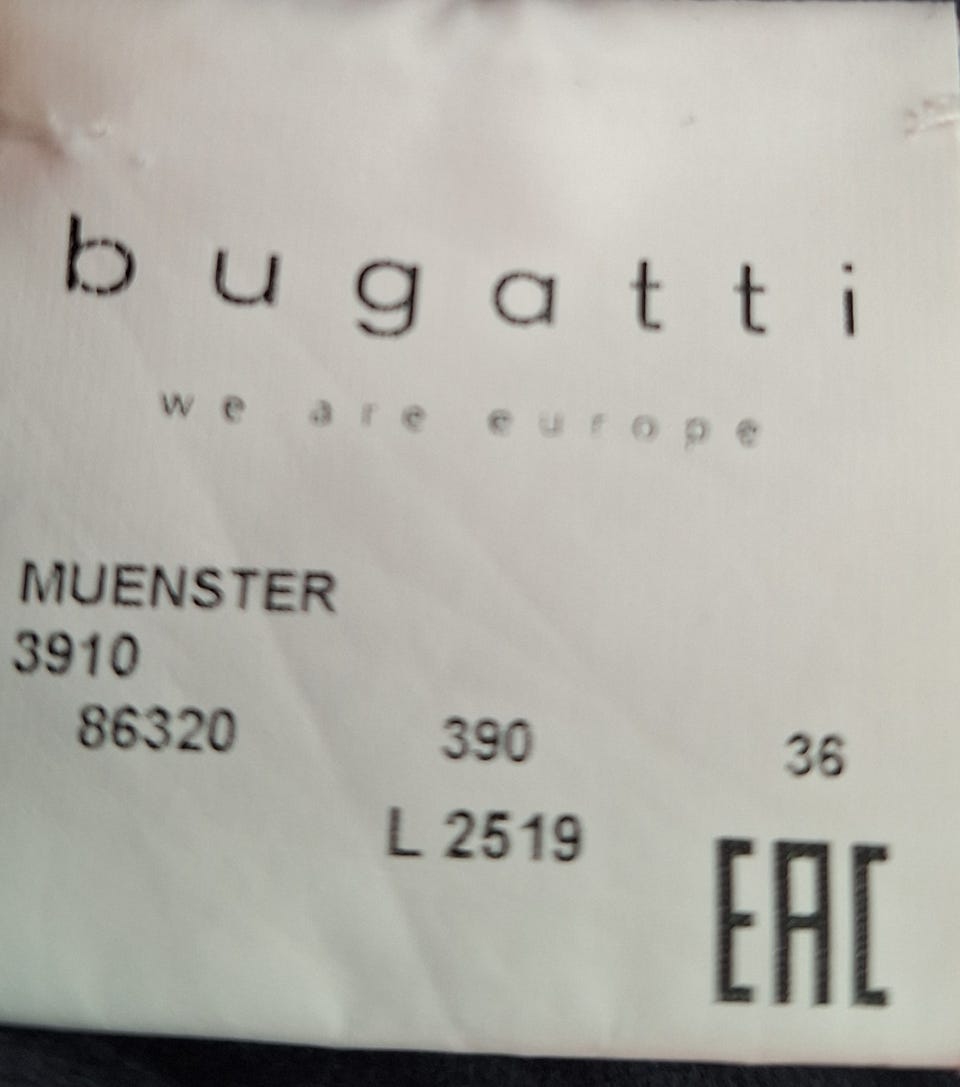 bugatti
we are europe
MUENSTER
3910
86320 390 36
L 2519
EAC